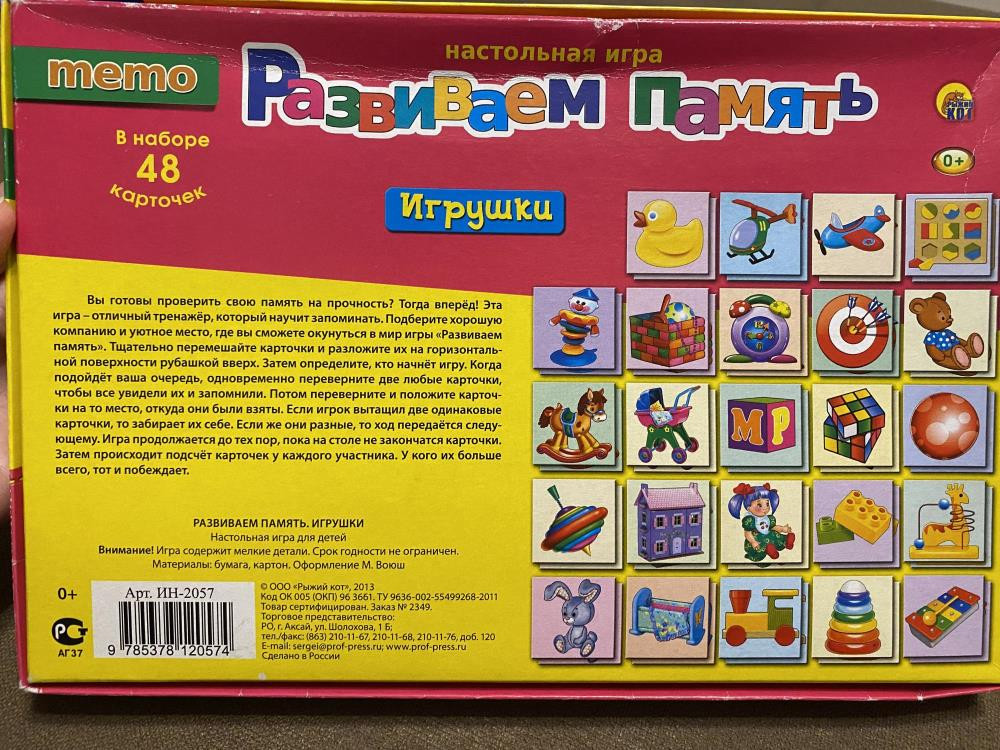 настольная игра
memo
Развиваем память
РЫЖИЙ
КОТ
В наборе
48
карточек
0+
Игрушки
Вы готовы проверить свою память на прочность? Тогда вперёд! Эта
игра – отличный тренажёр, который научит запоминать. Подберите хорошую
компанию и уютное место, где вы сможете окунуться в мир игры «Развиваем
память». Тщательно перемешайте карточки и разложите их на горизонталь-
ной поверхности рубашкой вверх. Затем определите, кто начнёт игру. Когда
подойдёт ваша очередь, одновременно переверните две любые карточки,
чтобы все увидели их и запомнили. Потом переверните и положите карточ-
ки на то место, откуда они были взяты. Если игрок вытащил две одинаковые
карточки, то забирает их себе. Если же они разные, то ход передаётся следу-
ющему. Игра продолжается до тех пор, пока на столе не закончатся карточки.
Затем происходит подсчёт карточек у каждого участника. У кого их больше
всего, тот и побеждает.
М Р
РАЗВИВАЕМ ПАМЯТЬ. ИГРУШКИ
Настольная игра для детей
Внимание! Игра содержит мелкие детали. Срок годности не ограничен.
Материалы: бумага, картон. Оформление М. Воюш
0+
Арт. ИН-2057
9 785378 120574
РСТ
АГ37
© ООО «Рыжий кот», 2013
Код ОК 005 (ОКП) 96 3661. ТУ 9636-002-55499268-2011
Товар сертифицирован. Заказ № 2349.
Производитель:
РО, г. Аксай, ул. Шолохова, 1 Б;
тел./факс: (863) 210-11-67, 210-11-68, 210-11-76, доб. 120
E-mail: sergei@prof-press.ru; www.prof-press.ru
Сделано в России